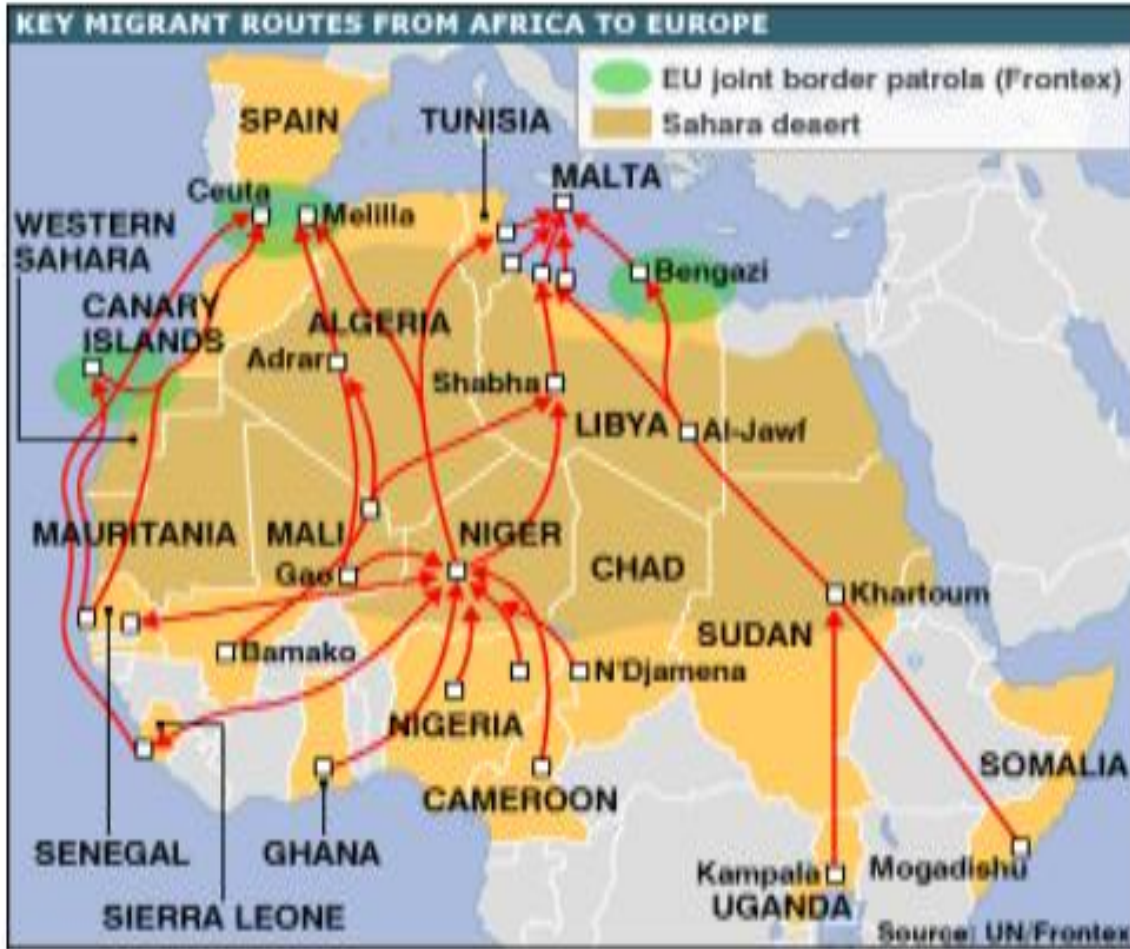 KEY MIGRANT ROUTES FROM AFRICA TO EUROPE
EU joint border patrola (Frontex)
Sahara desert
SPAIN
TUNISIA
MALTA
Ceuta
Melilla
WESTERN
SAHARA
Bengazi
CANARY
ISLANDS
ALGERIA
Adrar
Shabha
LIBYA
Al-Jawf
MAURITANIA
MALI
NIGER
Gao
CHAD
Khartoum
SUDAN
Bamako
N'Djamena
NIGERIA
SOMALIA
CAMEROON
SENEGAL
GHANA
Kampala
Mogadishu
UGANDA
SIERRA LEONE
Source: UN/Frontex